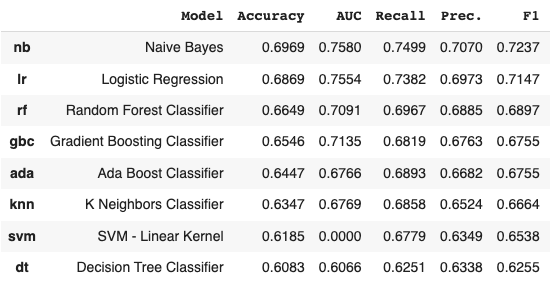 Model Accuracy AUC Recall Prec. F1
nb Naive Bayes 0.6969 0.7580 0.7499 0.7070 0.7237
lr Logistic Regression 0.6869 0.7554 0.7382 0.6973 0.7147
rf Random Forest Classifier 0.6649 0.7091 0.6967 0.6885 0.6897
gbc Gradient Boosting Classifier 0.6546 0.7135 0.6819 0.6763 0.6755
ada Ada Boost Classifier 0.6447 0.6766 0.6893 0.6682 0.6755
knn K Neighbors Classifier 0.6347 0.6769 0.6858 0.6524 0.6664
svm SVM - Linear Kernel 0.6185 0.0000 0.6779 0.6349 0.6538
dt Decision Tree Classifier 0.6083 0.6066 0.6251 0.6338 0.6255